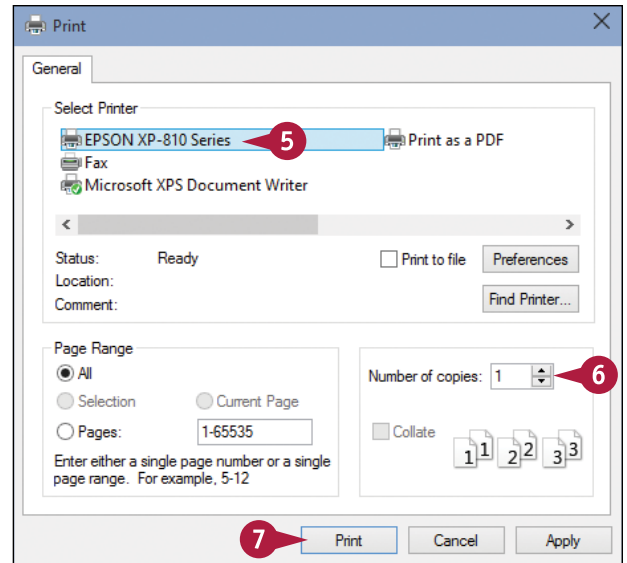 Print
General
Select Printer
EPSON XP-810 Series 5 Print as a PDF
Fax
Microsoft XPS Document Writer
Status: Ready Print to file Preferences
Location:
Comment: Find Printer...
Page Range
All
Number of copies: 1 6
Selection Current Page
Pages: 1-65535
Collate
1 1 2 2 3 3
Enter either a single page number or a single
page range. For example, 5-12
7 Print Cancel Apply